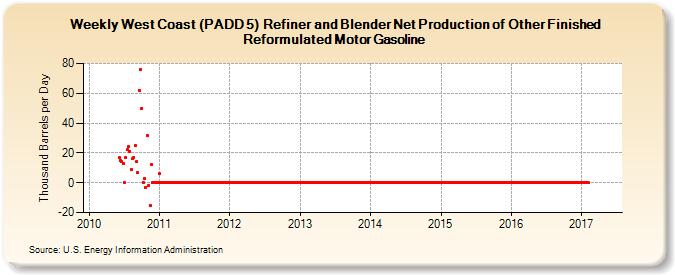 Weekly West Coast (PADD 5) Refiner and Blender Net Production of Other Finished
Reformulated Motor Gasoline
Thousand Barrels per Day
80
60
40
20
0
-20
2010 2011 2012 2013 2014 2015 2016 2017
Source: U.S. Energy Information Administration